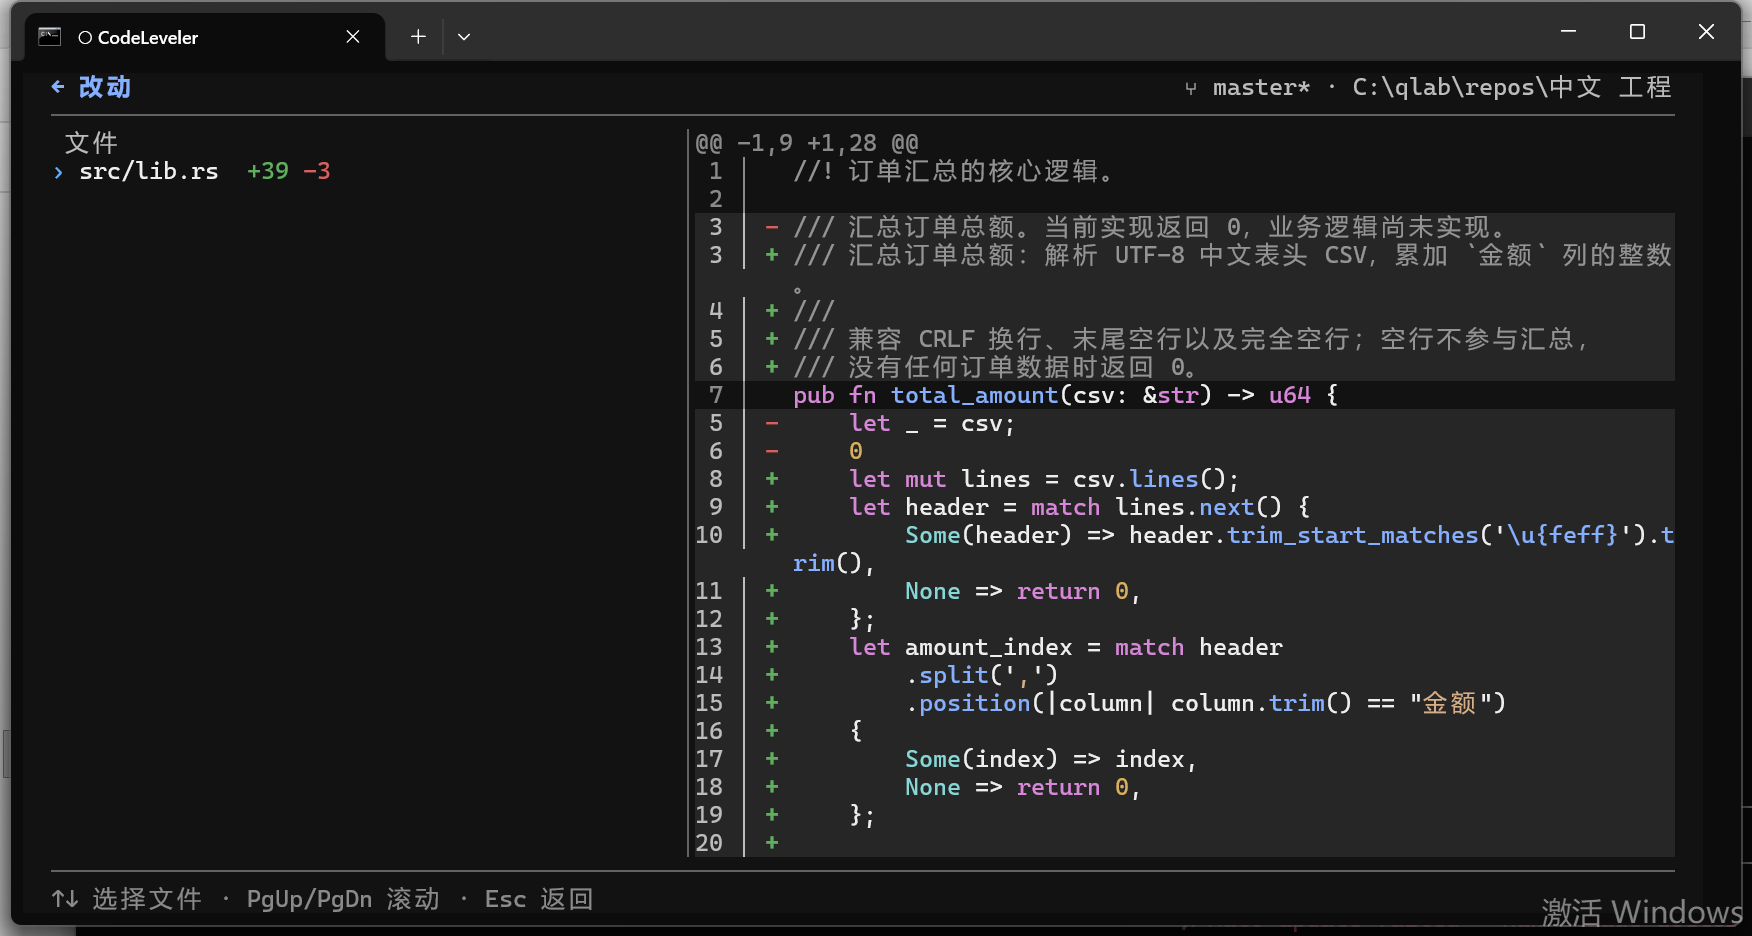 CodeLeveler
← 改动
master* · C:\qlab\repos\中文 工程
文件
› src/lib.rs +39 -3
@@ -1,9 +1,28 @@
1 //! 订单汇总的核心逻辑。
2
3 - /// 汇总订单总额。当前实现返回 0，业务逻辑尚未实现。
3 + /// 汇总订单总额：解析 UTF-8 中文表头 CSV，累加 `金额` 列的整数
。
4 + ///
5 + /// 兼容 CRLF 换行、末尾空行以及完全空行；空行不参与汇总，
6 + /// 没有任何订单数据时返回 0。
7 pub fn total_amount(csv: &str) -> u64 {
5 -     let _ = csv;
6 -     0
8 +     let mut lines = csv.lines();
9 +     let header = match lines.next() {
10 +         Some(header) => header.trim_start_matches('\u{feff}').t
rim(),
11 +         None => return 0,
12 +     };
13 +     let amount_index = match header
14 +         .split(',')
15 +         .position(|column| column.trim() == "金额")
16 +     {
17 +         Some(index) => index,
18 +         None => return 0,
19 +     };
20 +
↑↓ 选择文件 · PgUp/PgDn 滚动 · Esc 返回
激活 Windows